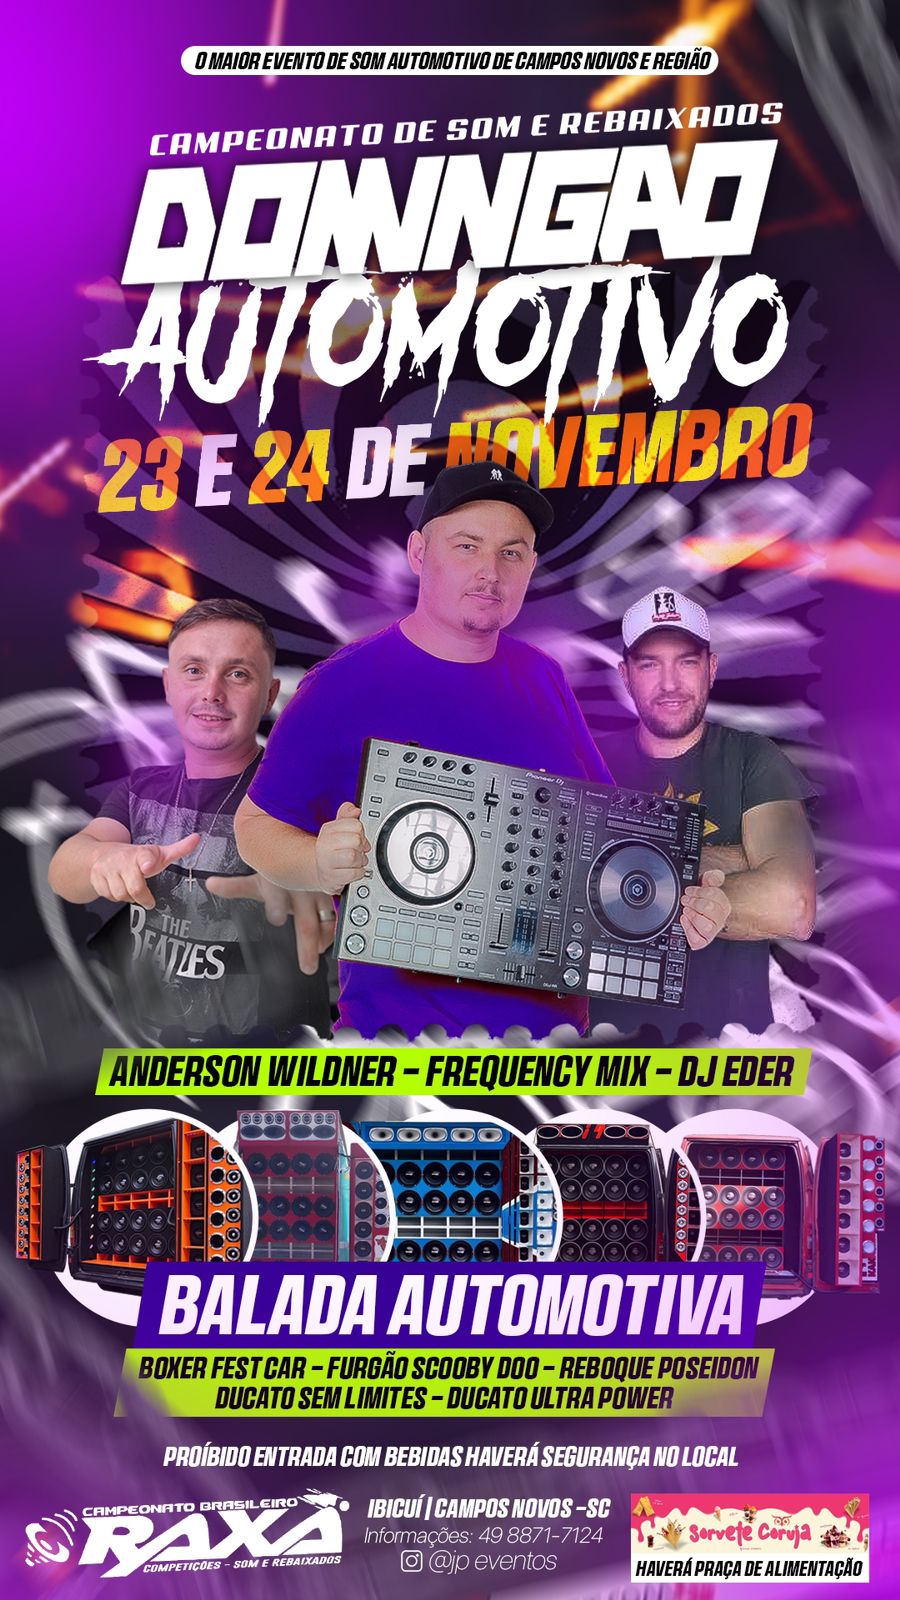 O MAIOR EVENTO DE SOM AUTOMOTIVO DE CAMPOS NOVOS E REGIÃO
CAMPEONATO DE SOM E REBAIXADOS
DOMINGAO
AUTOMOTIVO
23 E 24 DE NOVEMBRO
Pioneer DJ
THE
BEATLES
ANDERSON WILDNER - FREQUENCY MIX - DJ EDER
BALADA AUTOMOTIVA
BOXER FEST CAR - FURGÃO SCOOBY DOO - REBOQUE POSEIDON
DUCATO SEM LIMITES - DUCATO ULTRA POWER
PROÍBIDO ENTRADA COM BEBIDAS HAVERÁ SEGURANÇA NO LOCAL
CAMPEONATO BRASILEIRO
RAXA
COMPETIÇÕES - SOM E REBAIXADOS
IBICUÍ | CAMPOS NOVOS -SC
Informações: 49 8871-7124
@jp eventos
Sorvete Coruja
HAVERÁ PRAÇA DE ALIMENTAÇÃO